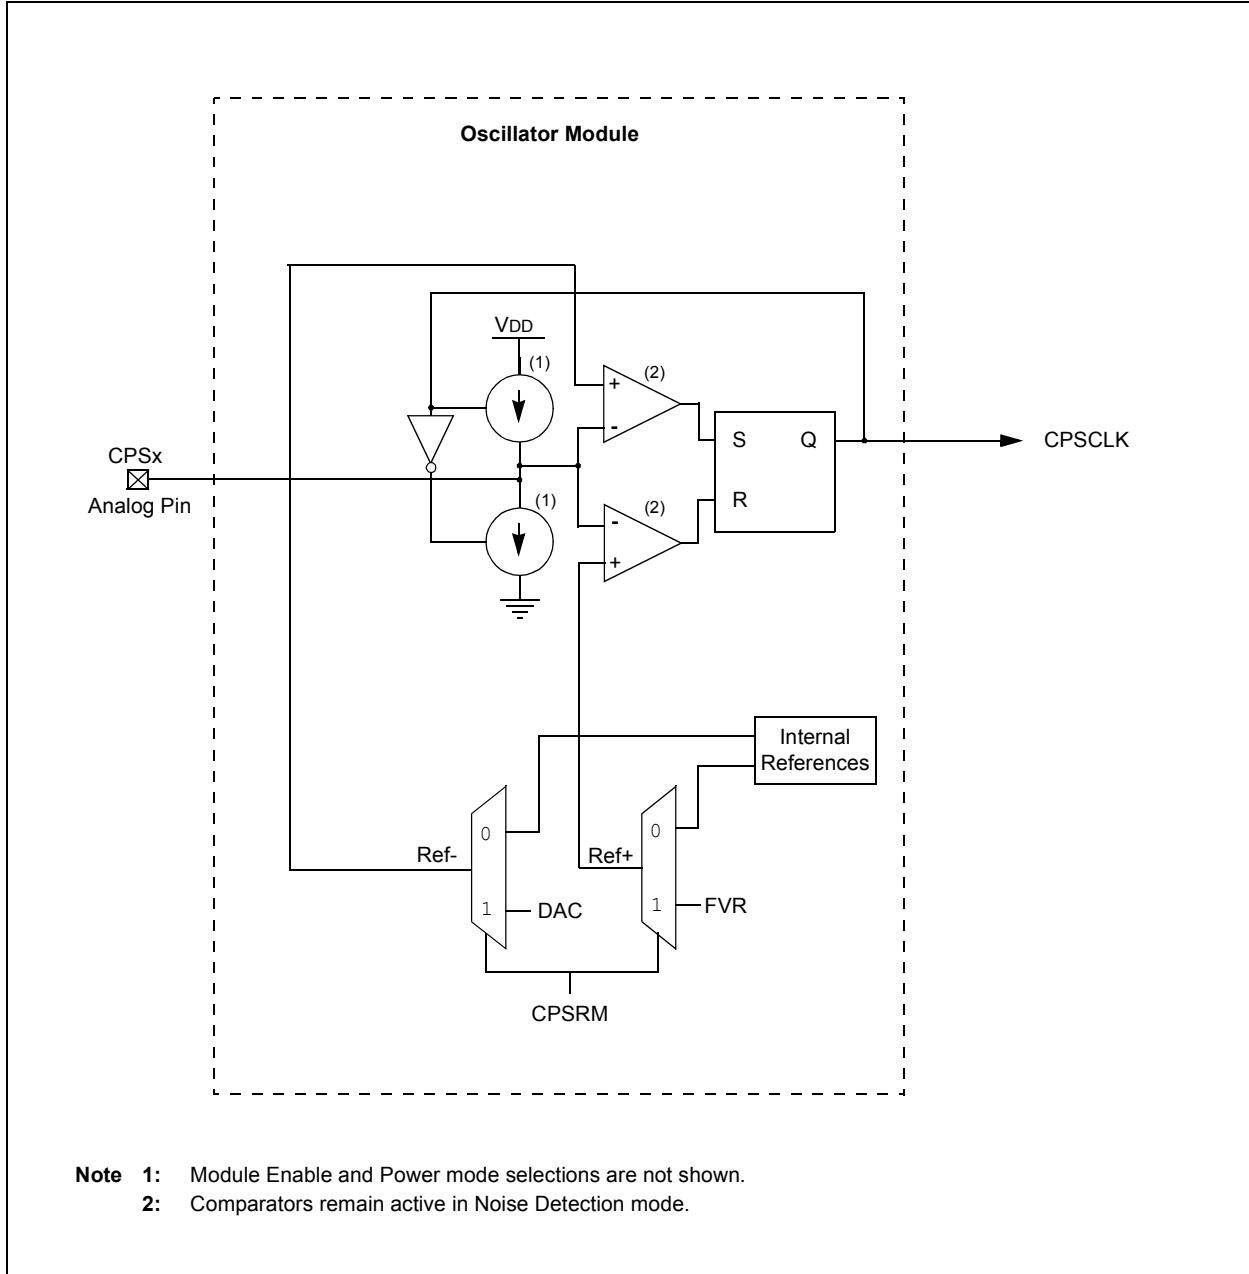 Oscillator Module
VDD
(1)
(2)
+
-
S Q
CPSCLK
CPSx
Analog Pin
R
(1)
(2)
-
+
Internal
References
0
0
Ref-
Ref+
1
DAC
1
FVR
CPSRM
Note 1: Module Enable and Power mode selections are not shown.
2: Comparators remain active in Noise Detection mode.